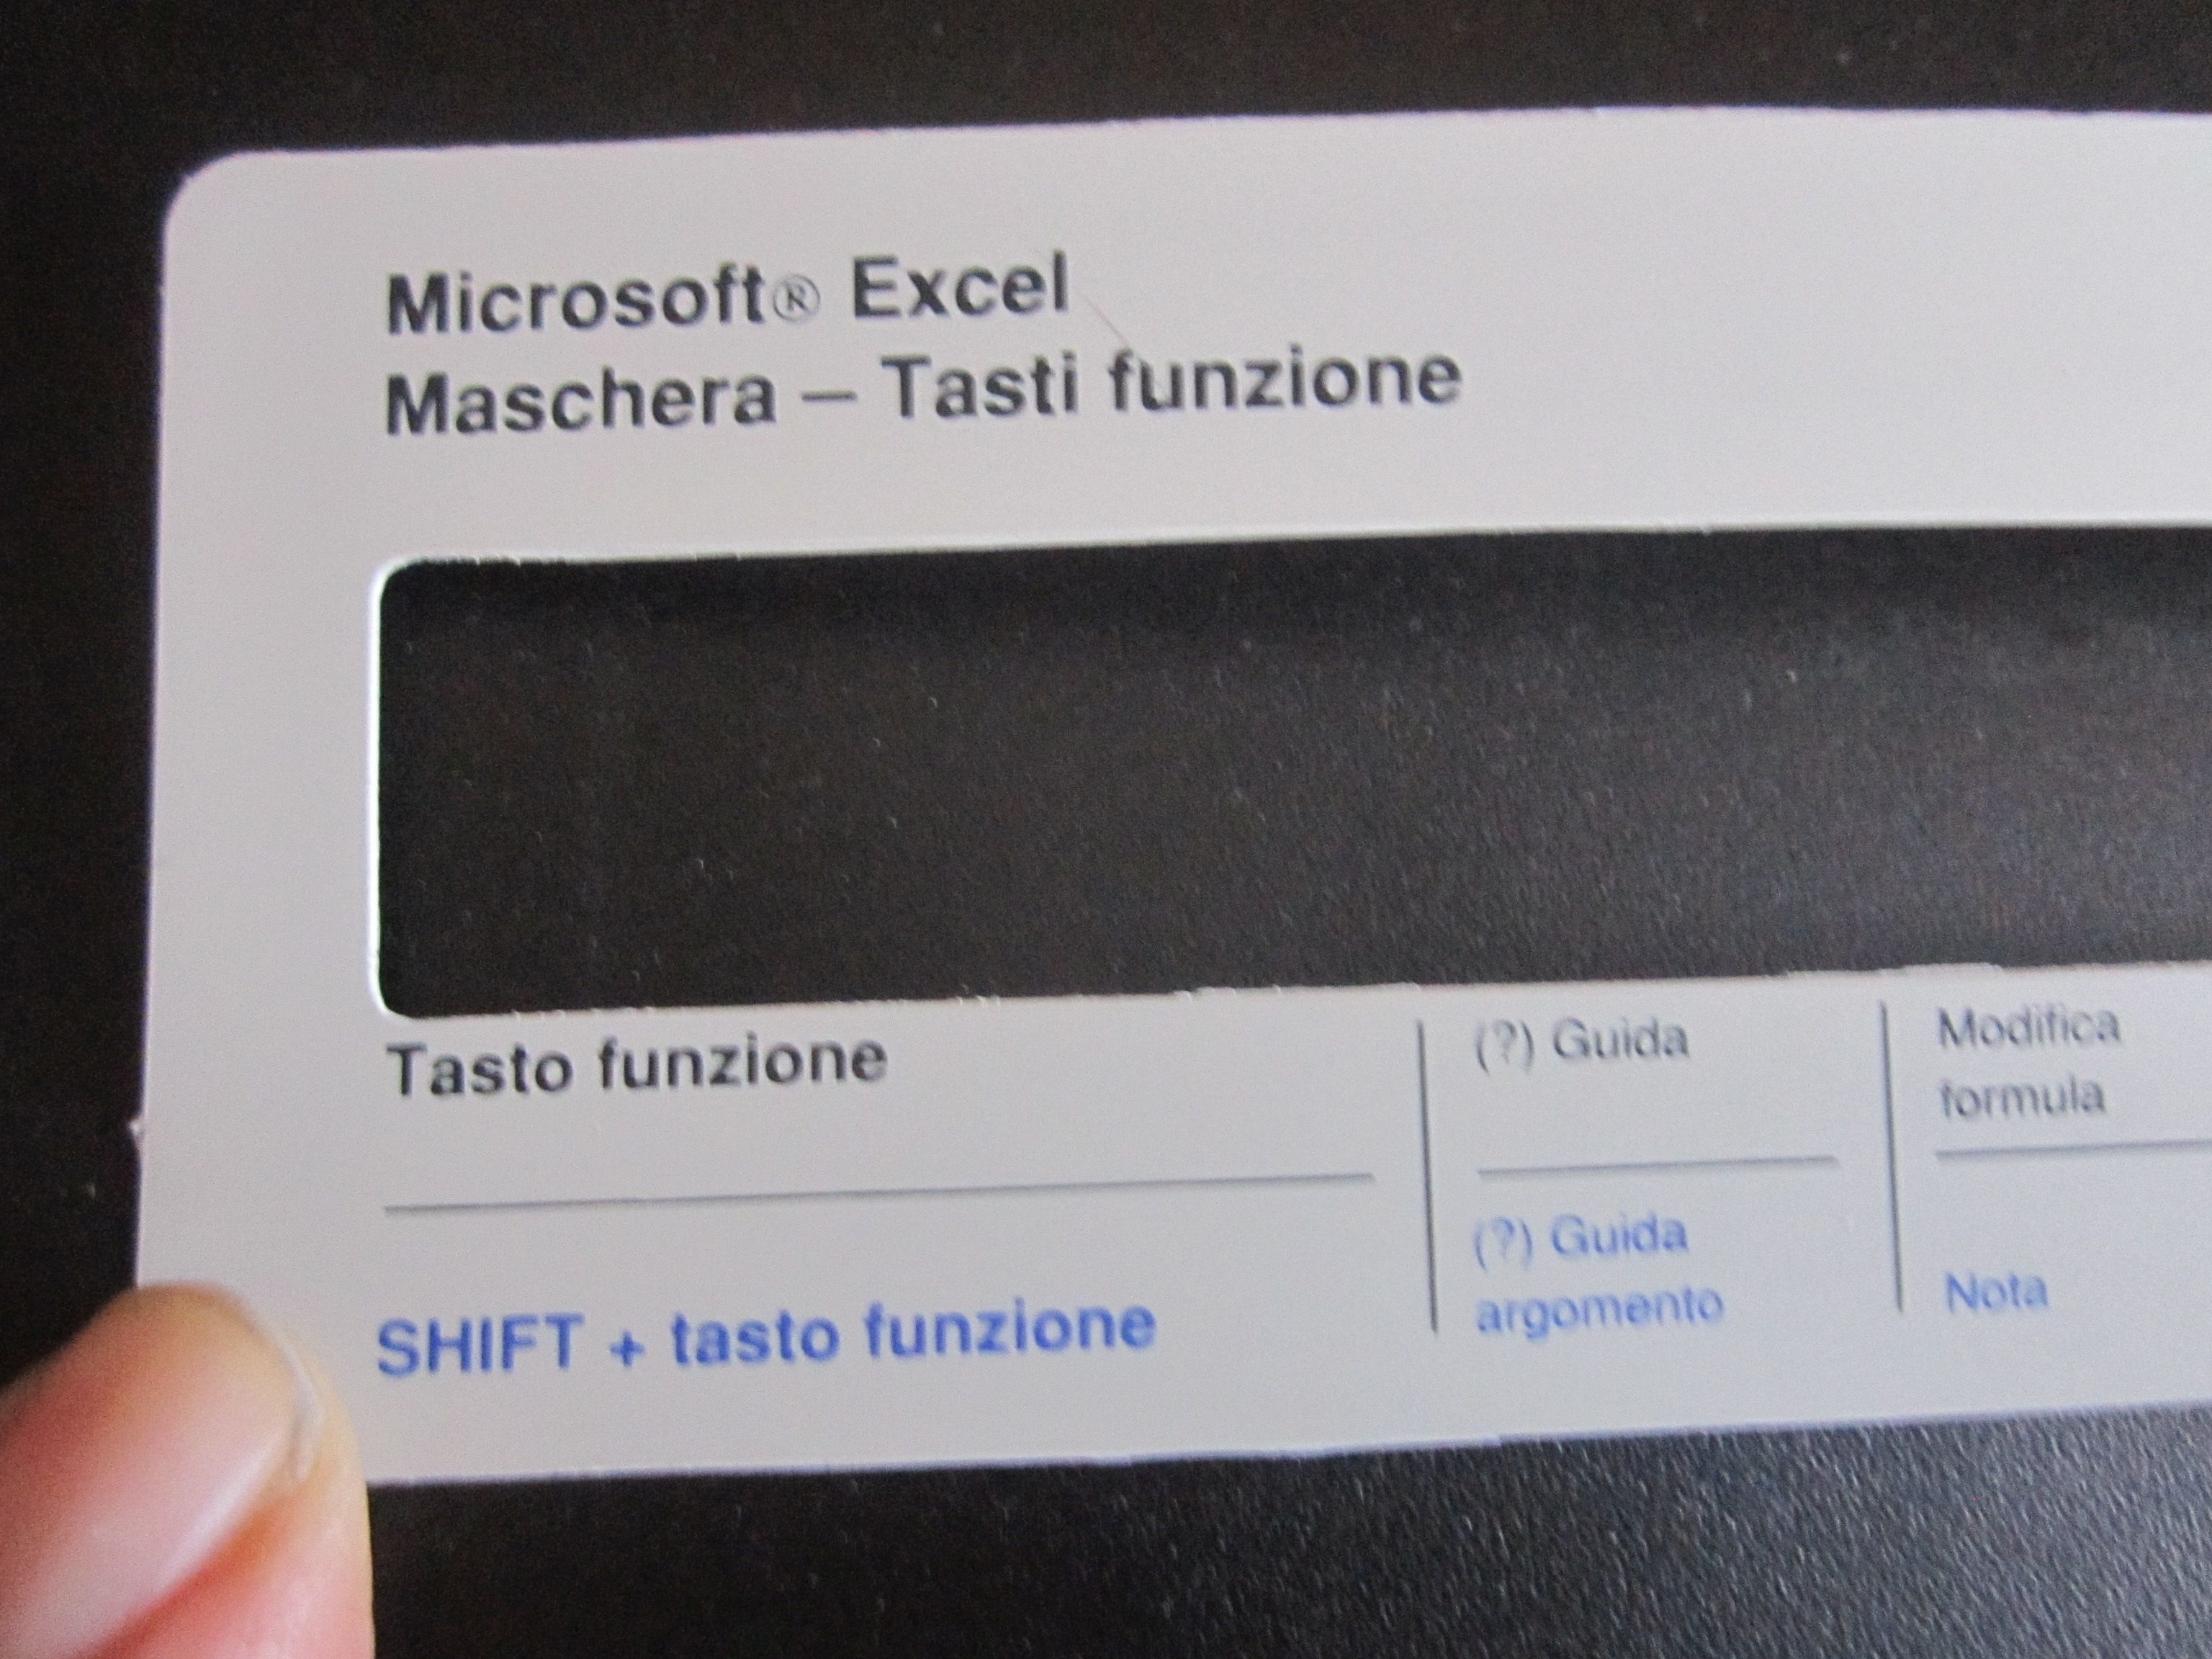 Microsoft® Excel
Maschera – Tasti funzione
Tasto funzione
(?) Guida
Modifica
formula
SHIFT + tasto funzione
(?) Guida
argomento
Nota